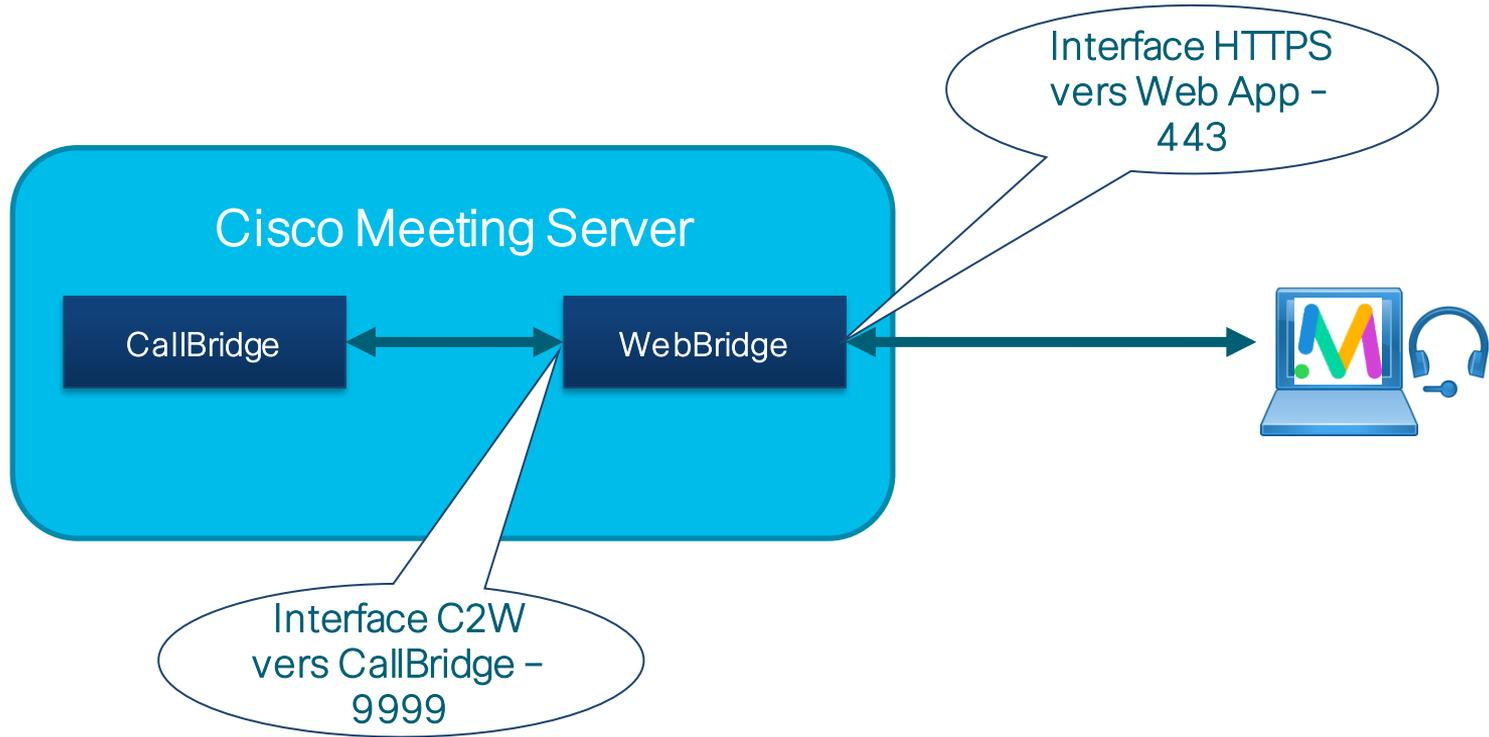 Interface HTTPS
vers Web App –
443
Cisco Meeting Server
CallBridge
WebBridge
Interface C2W
vers CallBridge –
9999